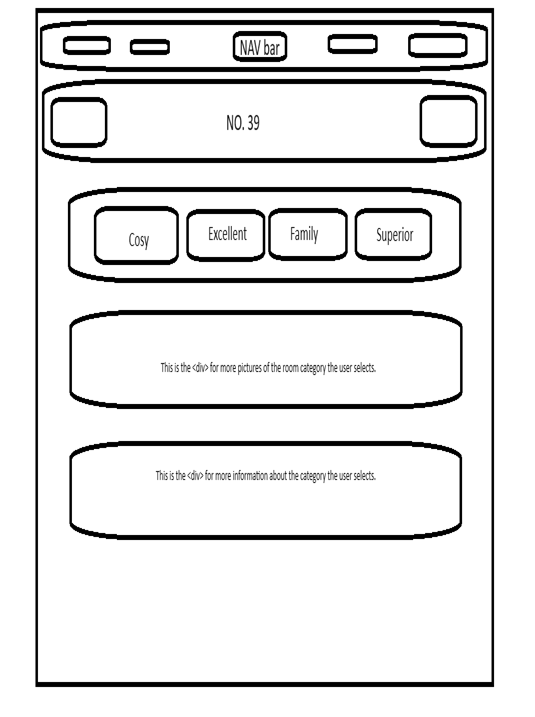 NAV bar
NO. 39
Cosy
Excellent
Family
Superior
This is the <div> for more pictures of the room category the user selects.
This is the <div> for more information about the category the user selects.